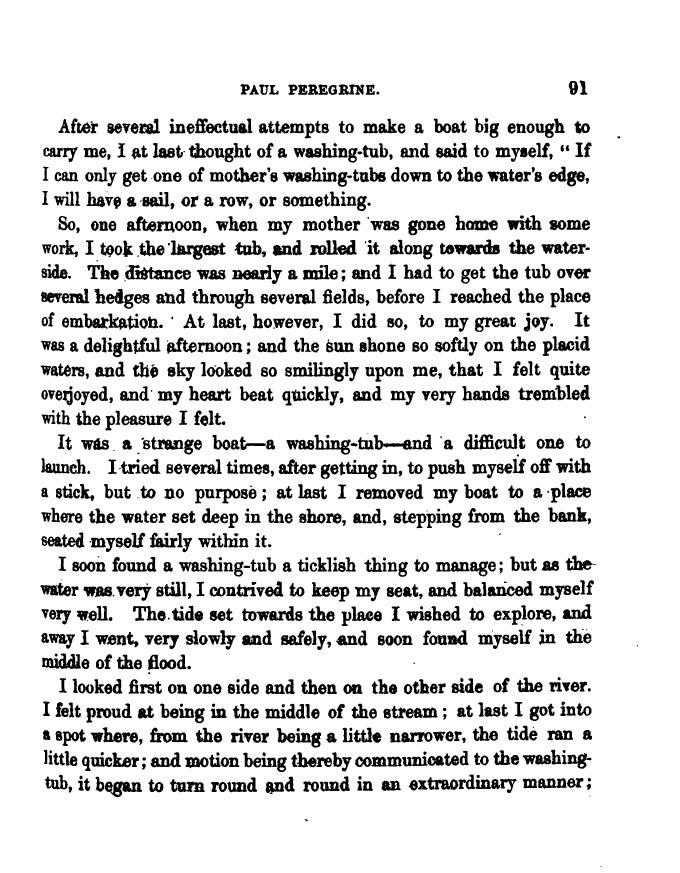 PAUL PEREGRINE. 91
After several ineffectual attempts to make a boat big enough to
carry me, I at last thought of a washing-tub, and said to myself, “ If
I can only get one of mother's washing-tubs down to the water's edge,
I will have a sail, or a row, or something.
So, one afternoon, when my mother was gone home with some
work, I took the largest tub, and rolled it along towards the water-
side. The distance was nearly a mile; and I had to get the tub over
several hedges and through several fields, before I reached the place
of embarkation. At last, however, I did so, to my great joy. It
was a delightful afternoon; and the sun shone so softly on the placid
waters, and the sky looked so smilingly upon me, that I felt quite
overjoyed, and my heart beat quickly, and my very hands trembled
with the pleasure I felt.
It was a strange boat—a washing-tub—and a difficult one to
launch. I tried several times, after getting in, to push myself off with
a stick, but to no purpose; at last I removed my boat to a place
where the water set deep in the shore, and, stepping from the bank,
seated myself fairly within it.
I soon found a washing-tub a ticklish thing to manage; but as the
water was very still, I contrived to keep my seat, and balanced myself
very well. The tide set towards the place I wished to explore, and
away I went, very slowly and safely, and soon found myself in the
middle of the flood.
I looked first on one side and then on the other side of the river.
I felt proud at being in the middle of the stream; at last I got into
a spot where, from the river being a little narrower, the tide ran a
little quicker; and motion being thereby communicated to the washing-
tub, it began to turn round and round in an extraordinary manner;